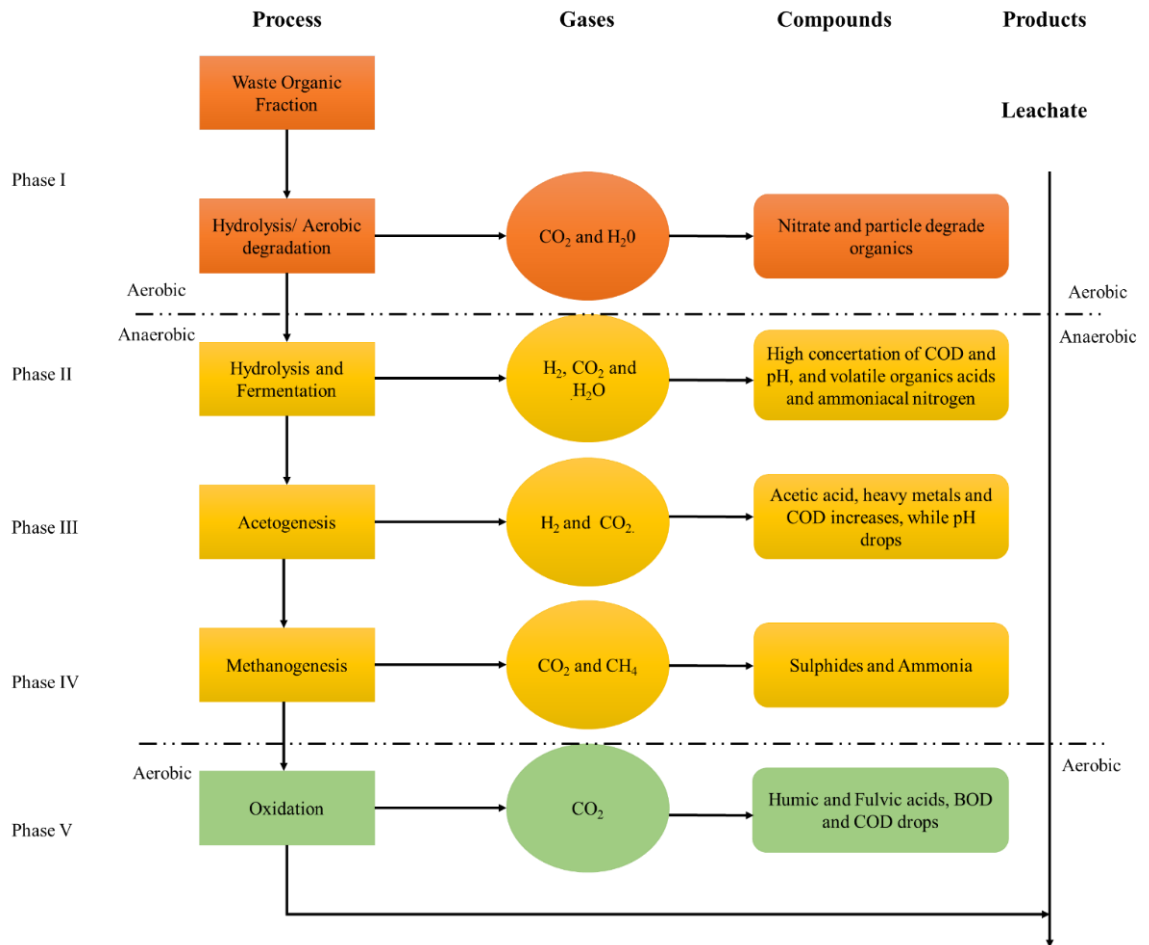 Process
Gases
Compounds
Products
Waste Organic
Fraction
Leachate
Phase I
Hydrolysis/ Aerobic
degradation
CO₂ and H₂0
Nitrate and particle degrade
organics
Aerobic
Aerobic
Anaerobic
Anaerobic
Phase II
Hydrolysis and
Fermentation
H₂, CO₂ and
H₂O
High concertation of COD and
pH, and volatile organics acids
and ammoniacal nitrogen
Phase III
Acetogenesis
H₂ and CO₂.
Acetic acid, heavy metals and
COD increases, while pH
drops
Phase IV
Methanogenesis
CO₂ and CH₄
Sulphides and Ammonia
Aerobic
Aerobic
Phase V
Oxidation
CO₂
Humic and Fulvic acids, BOD
and COD drops